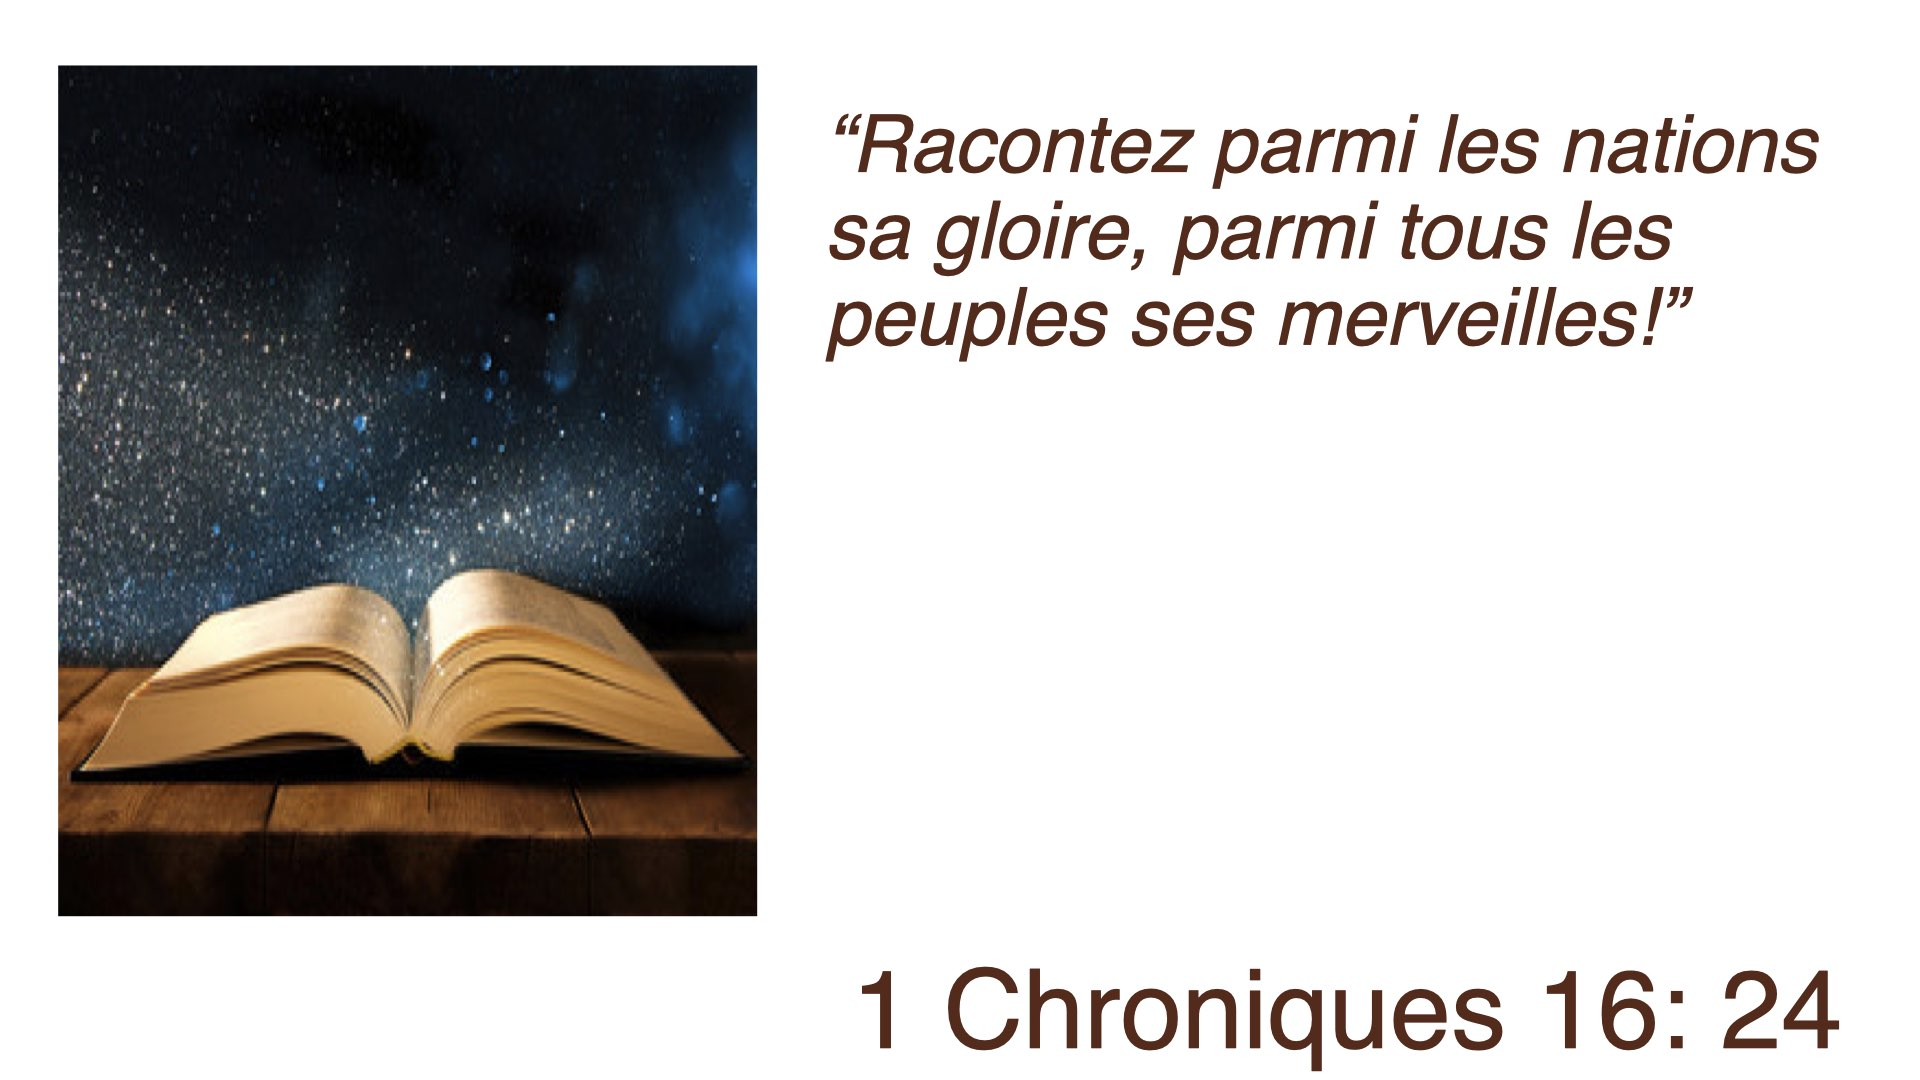 “Racontez parmi les nations
sa gloire, parmi tous les
peuples ses merveilles!”
1 Chroniques 16: 24